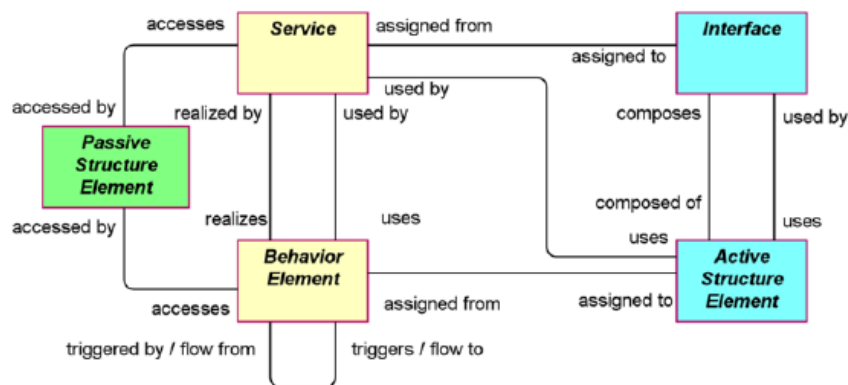 accesses
Service
assigned from
Interface
assigned to
used by
accessed by
realized by
used by
composes
used by
Passive
Structure
Element
composed of
accessed by
realizes
uses
uses
uses
Behavior
Element
Active
Structure
Element
accesses
assigned from
assigned to
triggered by / flow from
triggers / flow to